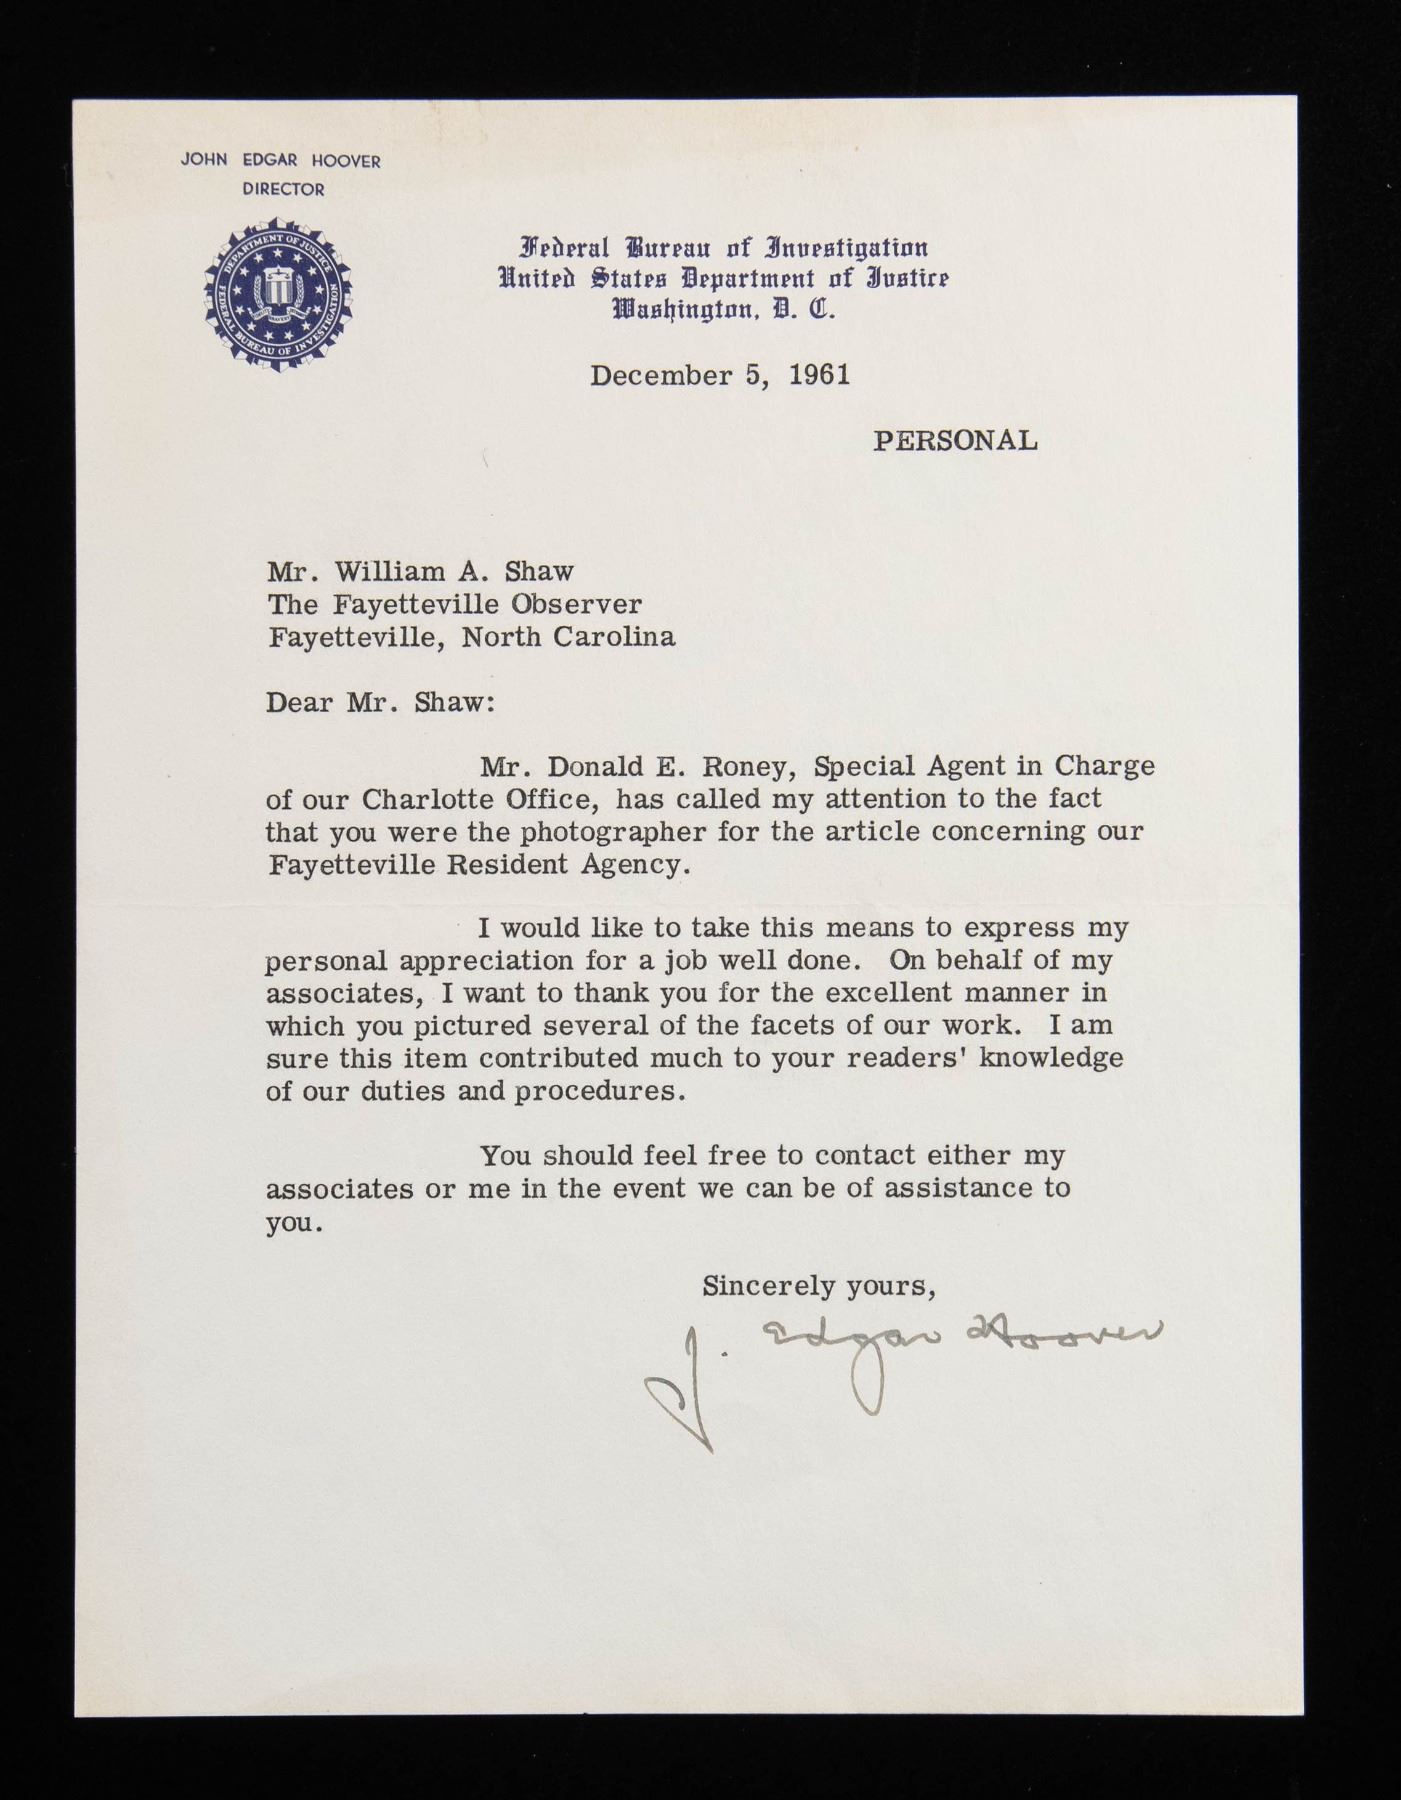 JOHN EDGAR HOOVER
DIRECTOR
DEPARTMENT OF JUSTICE
FEDERAL BUREAU OF INVESTIGATION
Federal Bureau of Investigation
United States Department of Justice
Washington, D. C.
December 5, 1961
PERSONAL
Mr. William A. Shaw
The Fayetteville Observer
Fayetteville, North Carolina
Dear Mr. Shaw:
Mr. Donald E. Roney, Special Agent in Charge
of our Charlotte Office, has called my attention to the fact
that you were the photographer for the article concerning our
Fayetteville Resident Agency.
I would like to take this means to express my
personal appreciation for a job well done. On behalf of my
associates, I want to thank you for the excellent manner in
which you pictured several of the facets of our work. I am
sure this item contributed much to your readers' knowledge
of our duties and procedures.
You should feel free to contact either my
associates or me in the event we can be of assistance to
you.
Sincerely yours,
J. Edgar Hoover